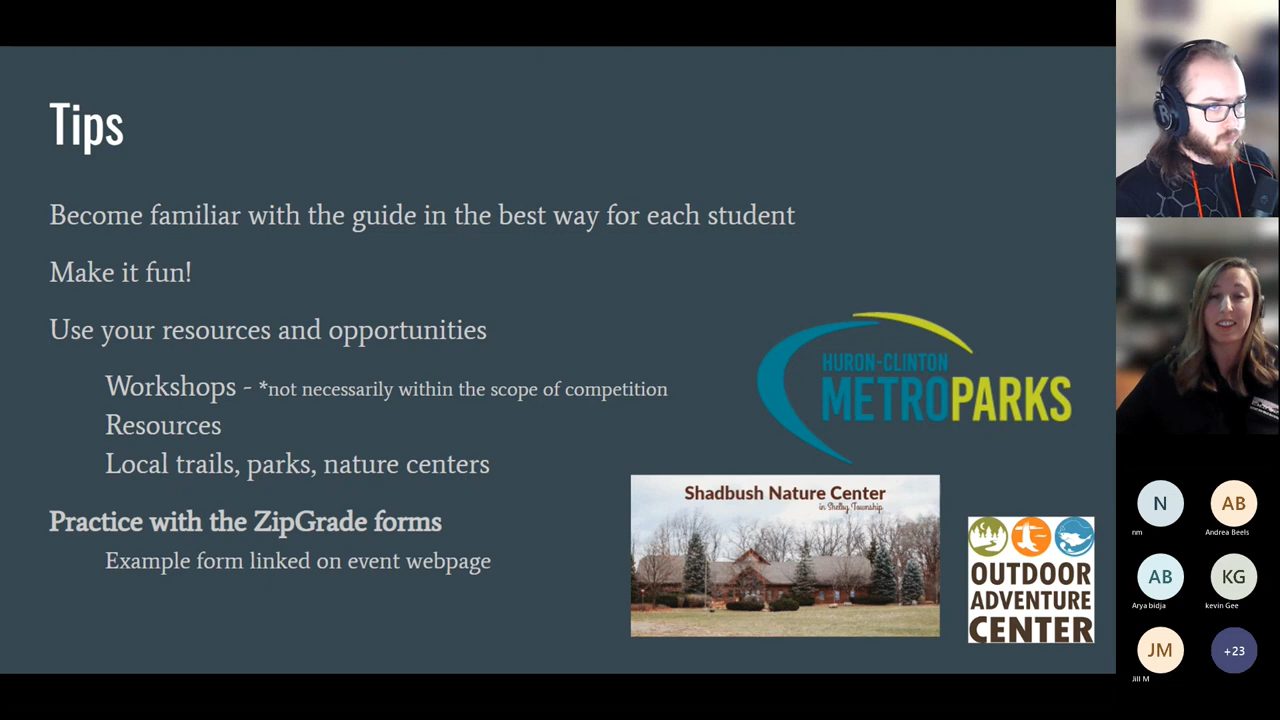 Tips
Become familiar with the guide in the best way for each student
Make it fun!
Use your resources and opportunities
Workshops - *not necessarily within the scope of competition
Resources
Local trails, parks, nature centers
Practice with the ZipGrade forms
Example form linked on event webpage
HURON-CLINTON
METROPARKS
Shadbush Nature Center
in Shelby Township
OUTDOOR
ADVENTURE
CENTER
N
AB
nm
Andrea Beels
AB
KG
Arya bidja
kevin Gee
JM
+23
Jill M